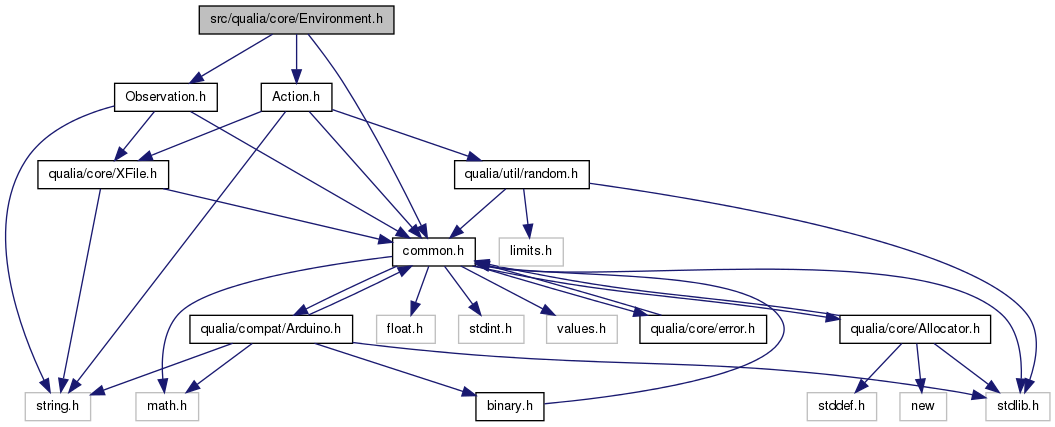 src/qualia/core/Environment.h
Observation.h
Action.h
qualia/core/XFile.h
qualia/util/random.h
common.h
limits.h
qualia/compat/Arduino.h
float.h
stdint.h
values.h
qualia/core/error.h
qualia/core/Allocator.h
string.h
math.h
binary.h
stddef.h
new
stdlib.h